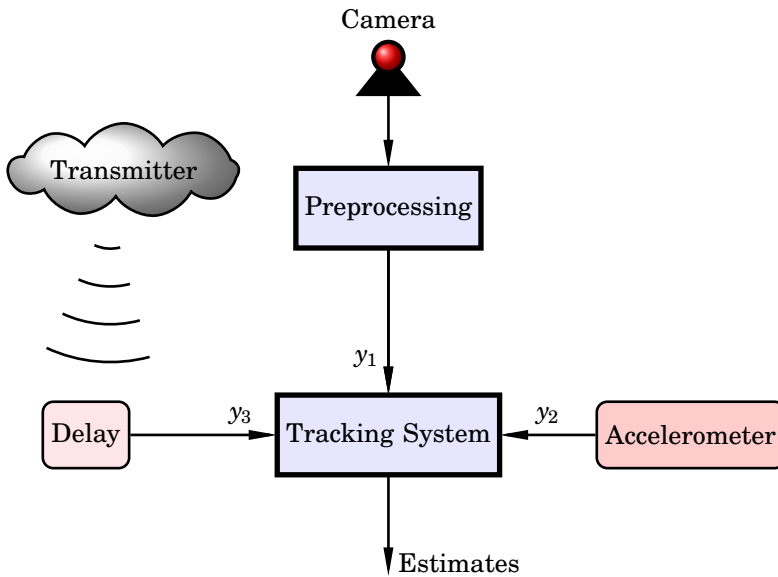 Camera
Transmitter
Preprocessing
y1
Delay
y3
Tracking System
y2
Accelerometer
Estimates